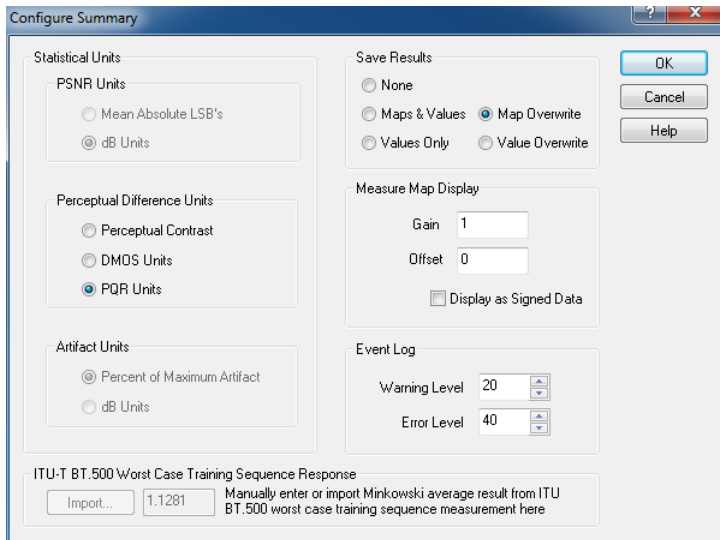 Configure Summary
?
X
Statistical Units
PSNR Units
Mean Absolute LSB's
dB Units
Perceptual Difference Units
Perceptual Contrast
DMOS Units
PQR Units
Artifact Units
Percent of Maximum Artifact
dB Units
Save Results
None
Maps & Values
Map Overwrite
Values Only
Value Overwrite
Measure Map Display
Gain 1
Offset 0
Display as Signed Data
Event Log
Warning Level 20
Error Level 40
OK
Cancel
Help
ITU-T BT.500 Worst Case Training Sequence Response
Import... 1.1281
Manually enter or import Minkowski average result from ITU
BT.500 worst case training sequence measurement here